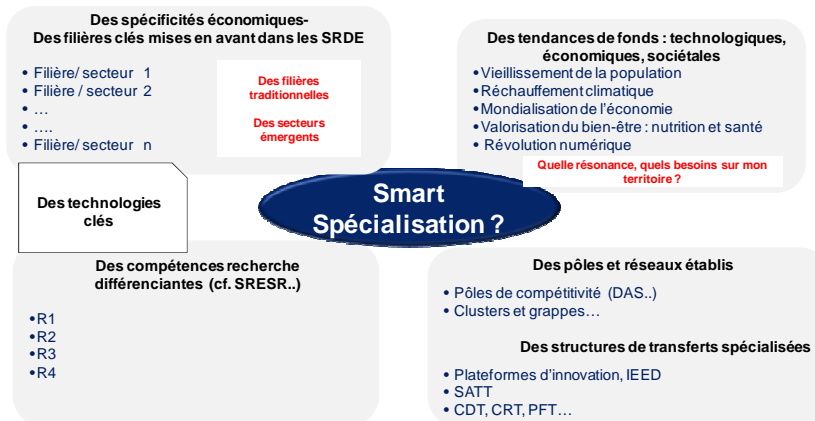 Des spécificités économiques-
Des filières clés mises en avant dans les SRDE
• Filière/ secteur 1
• Filière / secteur 2
• …
• ….
• Filière/ secteur n
Des filières
traditionnelles
Des secteurs
émergents
Des tendances de fonds : technologiques,
économiques, sociétales
•Vieillissement de la population
•Réchauffement climatique
•Mondialisation de l'économie
•Valorisation du bien-être : nutrition et santé
• Révolution numérique
Quelle résonance, quels besoins sur mon
territoire ?
Des technologies
clés
Smart
Spécialisation ?
Des compétences recherche
différenciantes (cf. SRESR..)
•R1
•R2
•R3
•R4
Des pôles et réseaux établis
• Pôles de compétitivité (DAS..)
• Clusters et grappes…
Des structures de transferts spécialisées
• Plateformes d'innovation, IEED
• SATT
• CDT, CRT, PFT…